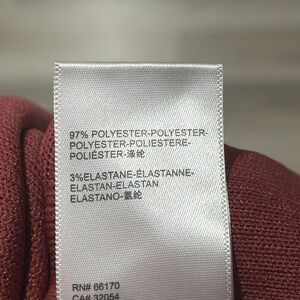 97% POLYESTER-POLYESTER-
POLYESTER-POLIESTERE-
POLIÉSTER-涤纶
3%ELASTANE-ÉLASTANNE-
ELASTAN-ELASTAN
ELASTANO-氨纶
RN# 66170
CA# 32054